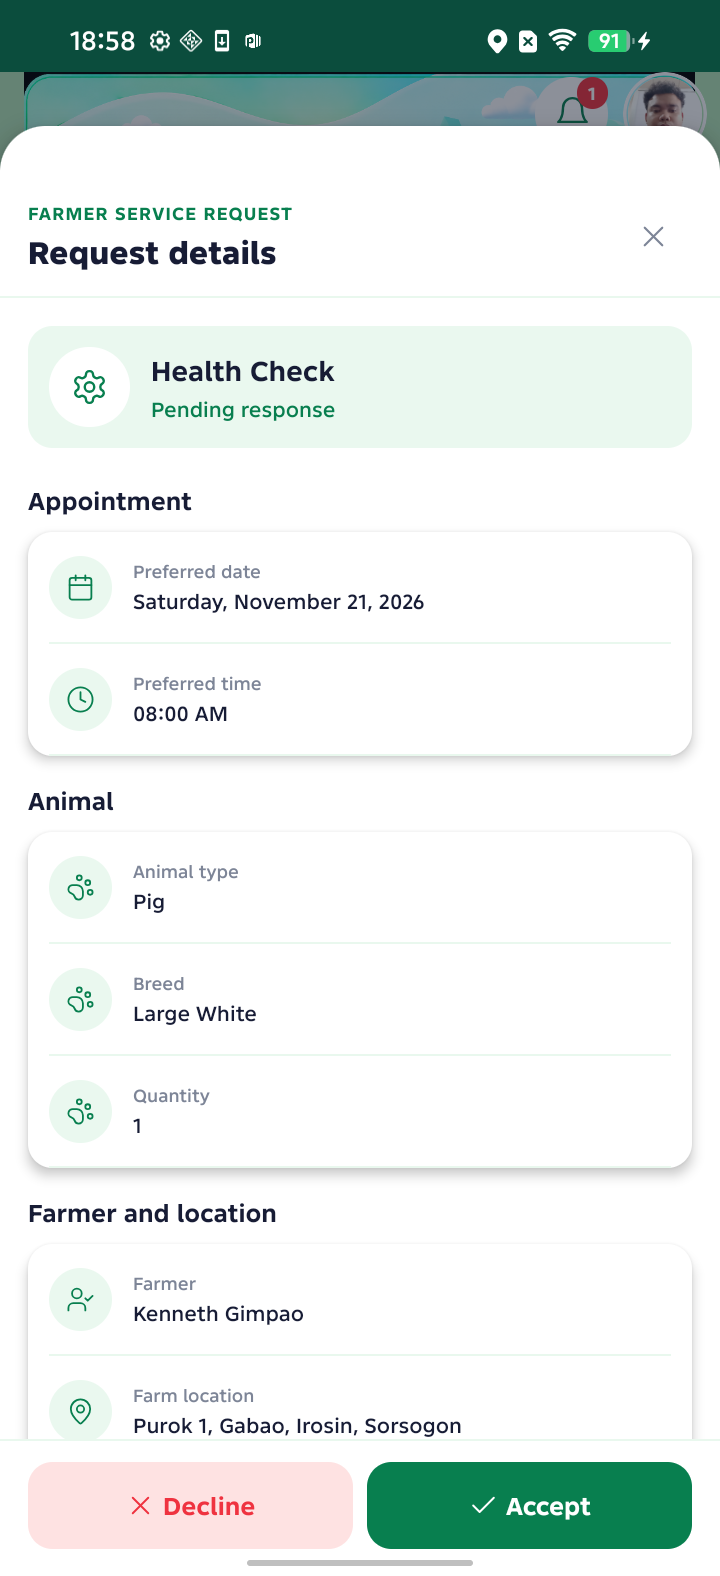 18:58
91
1
FARMER SERVICE REQUEST
Request details
Health Check
Pending response
Appointment
Preferred date
Saturday, November 21, 2026
Preferred time
08:00 AM
Animal
Animal type
Pig
Breed
Large White
Quantity
1
Farmer and location
Farmer
Kenneth Gimpao
Farm location
Purok 1, Gabao, Irosin, Sorsogon
Decline
Accept